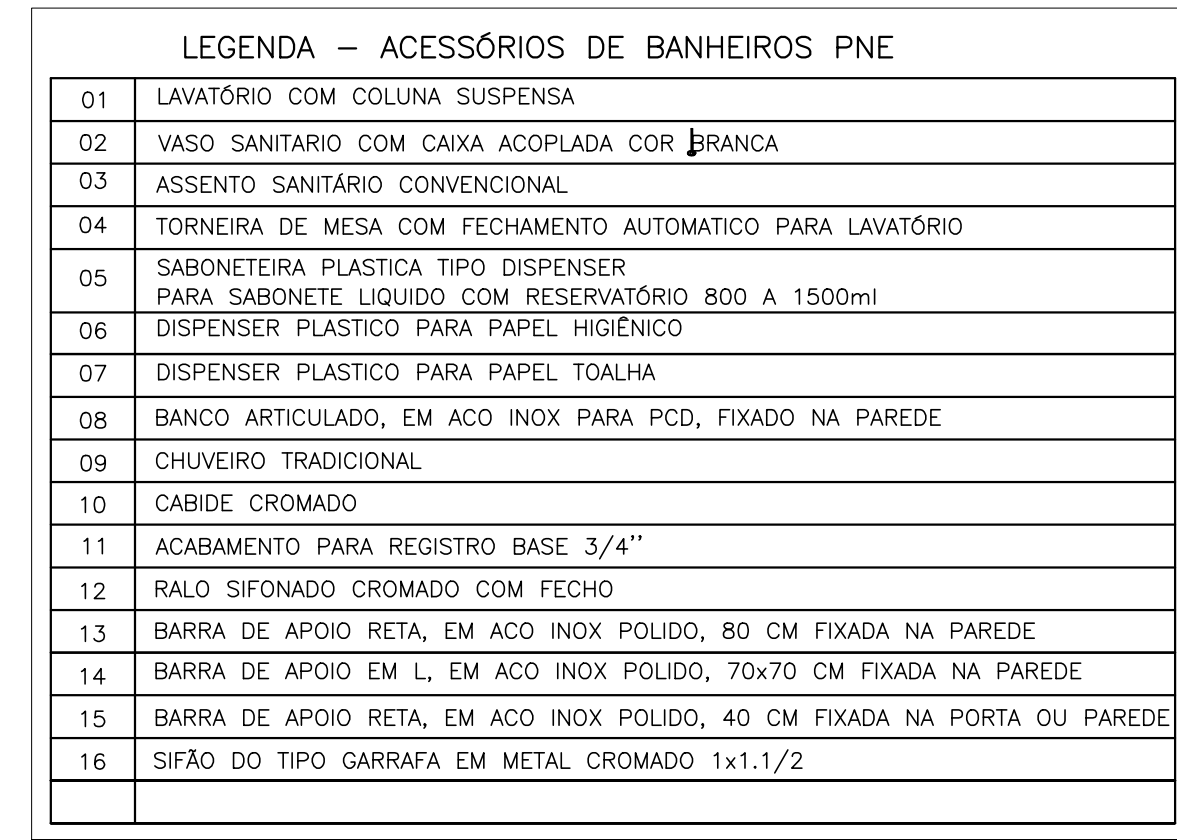 LEGENDA – ACESSÓRIOS DE BANHEIROS PNE
01 LAVATÓRIO COM COLUNA SUSPENSA
02 VASO SANITARIO COM CAIXA ACOPLADA COR BRANCA
03 ASSENTO SANITÁRIO CONVENCIONAL
04 TORNEIRA DE MESA COM FECHAMENTO AUTOMATICO PARA LAVATÓRIO
05 SABONETEIRA PLASTICA TIPO DISPENSER
PARA SABONETE LIQUIDO COM RESERVATÓRIO 800 A 1500ml
06 DISPENSER PLASTICO PARA PAPEL HIGIÊNICO
07 DISPENSER PLASTICO PARA PAPEL TOALHA
08 BANCO ARTICULADO, EM ACO INOX PARA PCD, FIXADO NA PAREDE
09 CHUVEIRO TRADICIONAL
10 CABIDE CROMADO
11 ACABAMENTO PARA REGISTRO BASE 3/4''
12 RALO SIFONADO CROMADO COM FECHO
13 BARRA DE APOIO RETA, EM ACO INOX POLIDO, 80 CM FIXADA NA PAREDE
14 BARRA DE APOIO EM L, EM ACO INOX POLIDO, 70x70 CM FIXADA NA PAREDE
15 BARRA DE APOIO RETA, EM ACO INOX POLIDO, 40 CM FIXADA NA PORTA OU PAREDE
16 SIFÃO DO TIPO GARRAFA EM METAL CROMADO 1x1.1/2